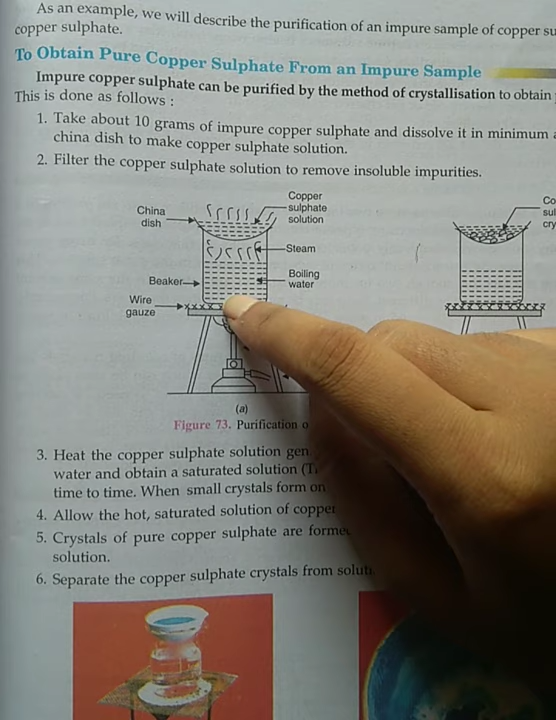 As an example, we will describe the purification of an impure sample of copper su
copper sulphate.
To Obtain Pure Copper Sulphate From an Impure Sample
Impure copper sulphate can be purified by the method of crystallisation to obtain
This is done as follows :
1. Take about 10 grams of impure copper sulphate and dissolve it in minimum a
china dish to make copper sulphate solution.
2. Filter the copper sulphate solution to remove insoluble impurities.
China
dish
Copper
sulphate
solution
Steam
Beaker
Boiling
water
Wire
gauze
Co
sul
cry
(a)
Figure 73. Purification o
3. Heat the copper sulphate solution gen
water and obtain a saturated solution
time to time. When small crystals form on
4. Allow the hot, saturated solution of copper
5. Crystals of pure copper sulphate are forme
solution.
6. Separate the copper sulphate crystals from solut